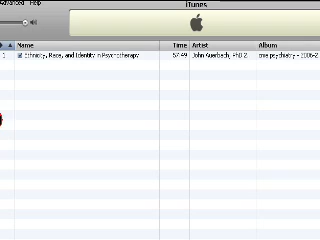 Advanced Help
iTunes
Name Time Artist Album
1 Ethnicity, Race, and Identity in Psychotherapy 57:49 John Auerbach, PhD 2. cme psychiatry - 2006-2